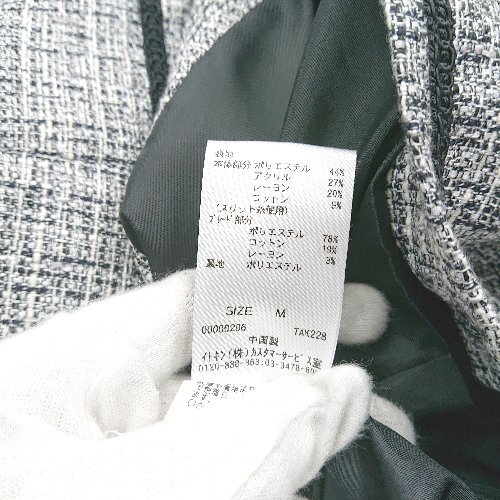 表地
本体部分 ポリエステル 44%
アクリル 27%
レーヨン 20%
コットン 9%
(スリット糸使用)
ブレード部分
ポリエステル 78%
コットン 19%
レーヨン 3%
裏地 ポリエステル
SIZE M
00000206 TAK228
中国製
イトキン(株)カスタマーサービス室